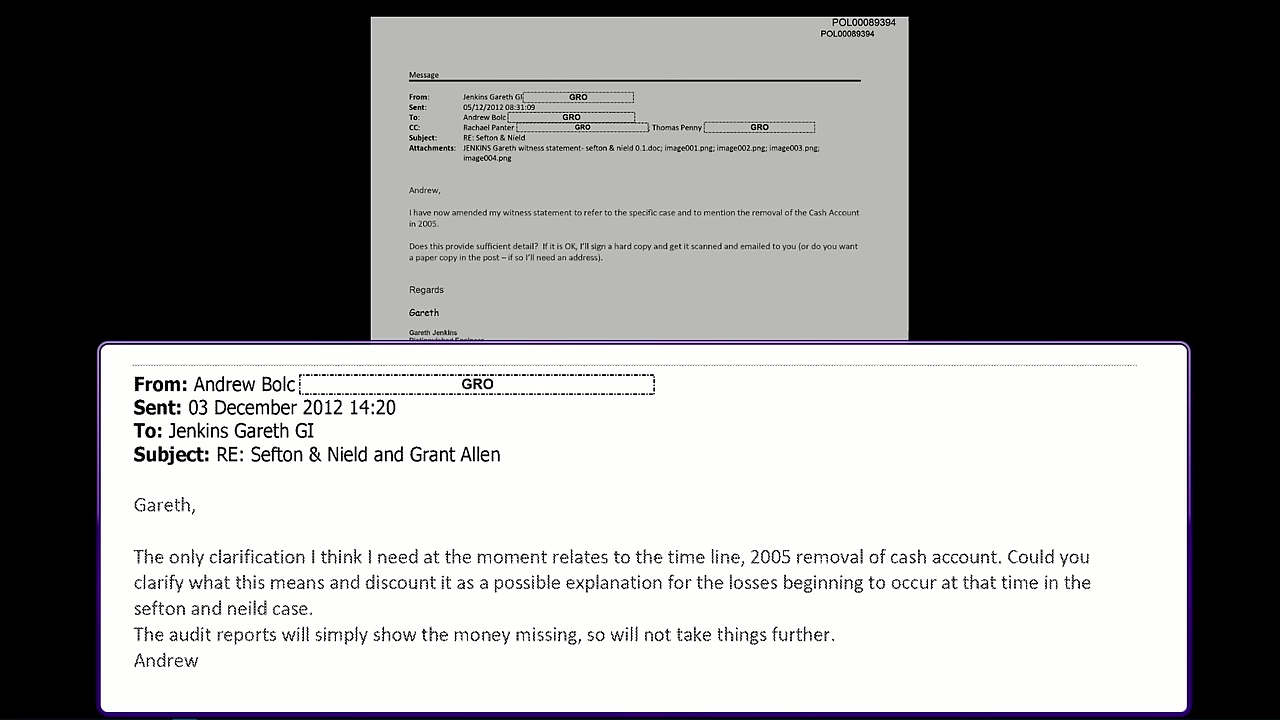 POL00089394
POL00089394
Message
From: Jenkins Gareth GI GRO
Sent: 05/12/2012 08:31:09
To: Andrew Bolc GRO
CC: Rachael Panter GRO ; Thomas Penny GRO
Subject: RE: Sefton & Nield
Attachments: JENKINS Gareth witness statement- sefton & nield 0.1.doc; image001.png; image002.png; image003.png;
image004.png
Andrew,
I have now amended my witness statement to refer to the specific case and to mention the removal of the Cash Account
in 2005.
Does this provide sufficient detail? If it is OK, I'll sign a hard copy and get it scanned and emailed to you (or do you want
a paper copy in the post – if so I'll need an address).
Regards
Gareth
Gareth Jenkins
Distinguished Engineer
From: Andrew Bolc GRO
Sent: 03 December 2012 14:20
To: Jenkins Gareth GI
Subject: RE: Sefton & Nield and Grant Allen
Gareth,
The only clarification I think I need at the moment relates to the time line, 2005 removal of cash account. Could you
clarify what this means and discount it as a possible explanation for the losses beginning to occur at that time in the
sefton and neild case.
The audit reports will simply show the money missing, so will not take things further.
Andrew